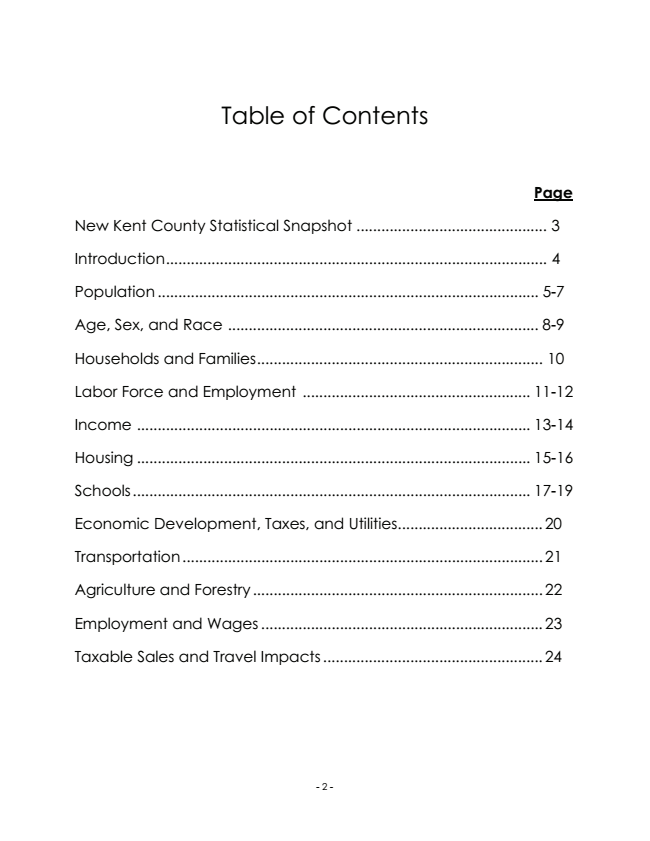 Table of Contents
Page
New Kent County Statistical Snapshot ............................................. 3
Introduction.......................................................................................... 4
Population .......................................................................................... 5-7
Age, Sex, and Race .......................................................................... 8-9
Households and Families.................................................................... 10
Labor Force and Employment ...................................................... 11-12
Income .............................................................................................. 13-14
Housing .............................................................................................. 15-16
Schools .............................................................................................. 17-19
Economic Development, Taxes, and Utilities.................................. 20
Transportation ..................................................................................... 21
Agriculture and Forestry ..................................................................... 22
Employment and Wages ................................................................... 23
Taxable Sales and Travel Impacts .................................................... 24
- 2 -